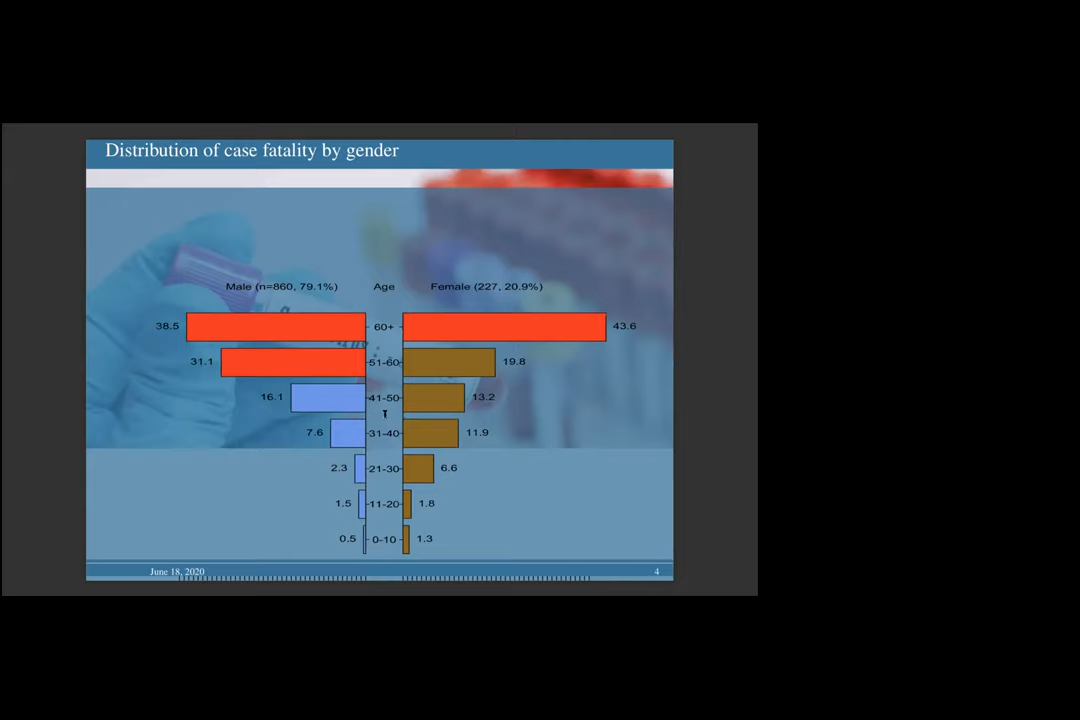 Distribution of case fatality by gender
Male (n=860, 79.1%) Age Female (227, 20.9%)
38.5 60+ 43.6
31.1 51-60 19.8
16.1 41-50 13.2
7.6 31-40 11.9
2.3 21-30 6.6
1.5 11-20 1.8
0.5 0-10 1.3
June 18, 2020 4